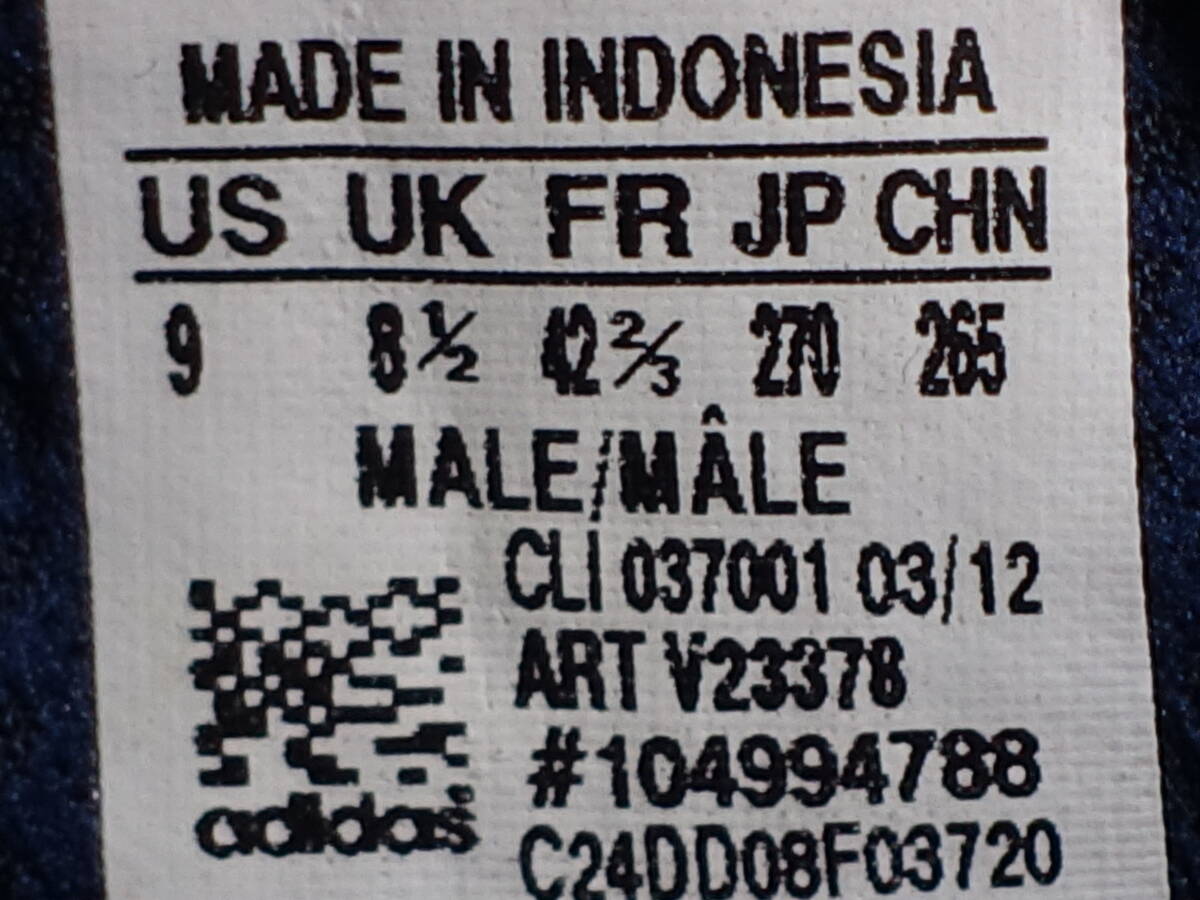 MADE IN INDONESIA
US UK FR JP CHN
9 8½ 42⅔ 270 265
MALE/MÂLE
CLI 037001 03/12
ART V23378
#104994788
adidas
C24DD08F03720